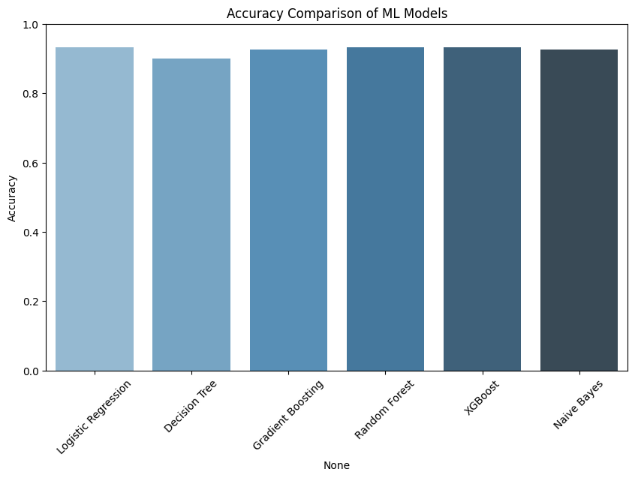 Accuracy Comparison of ML Models
1.0
0.8
0.6
0.4
0.2
0.0
Accuracy
Logistic Regression
Decision Tree
Gradient Boosting
Random Forest
XGBoost
Naive Bayes
None